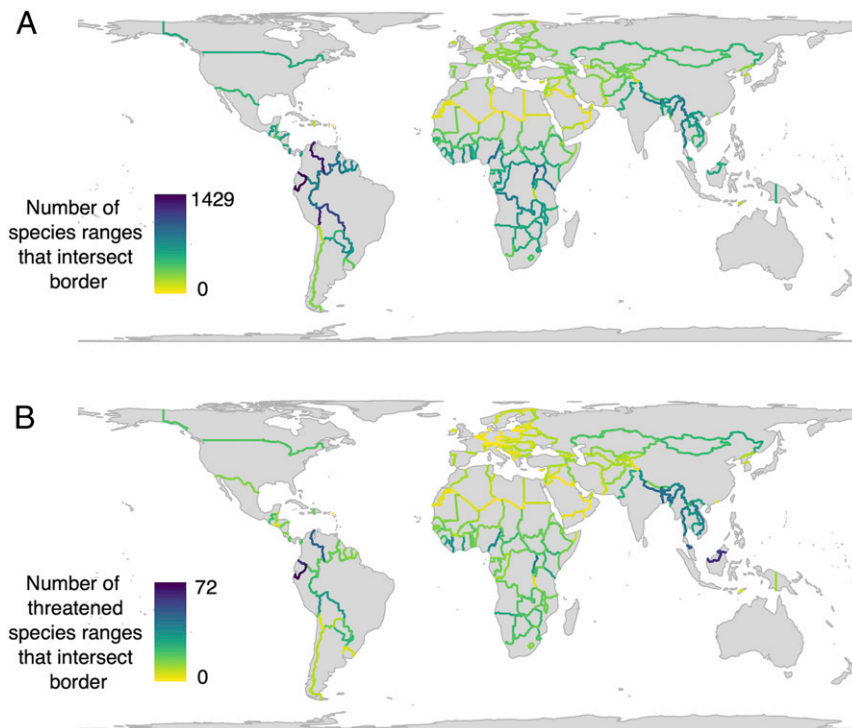 A
Number of
species ranges
that intersect
border
1429
0
B
Number of
threatened
species ranges
that intersect
border
72
0